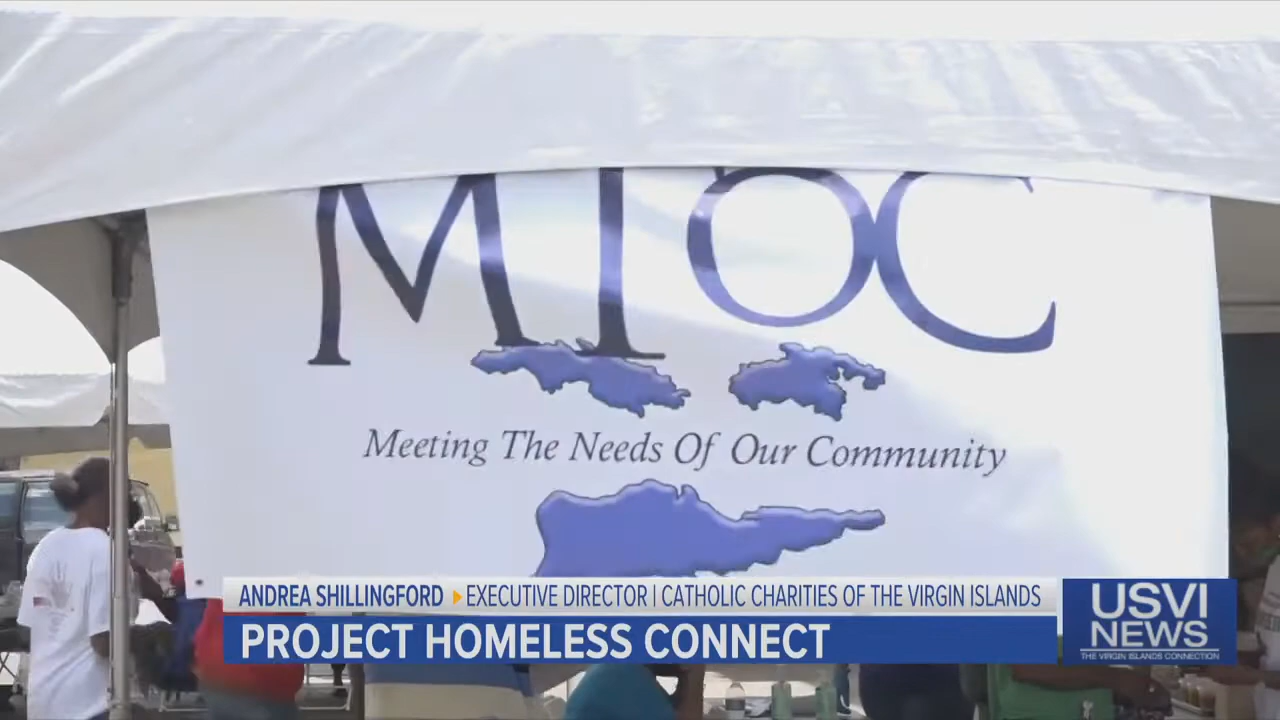 MTOC
Meeting The Needs Of Our Community
ANDREA SHILLINGFORD EXECUTIVE DIRECTOR | CATHOLIC CHARITIES OF THE VIRGIN ISLANDS
PROJECT HOMELESS CONNECT
USVI
NEWS
THE VIRGIN ISLANDS CONNECTION